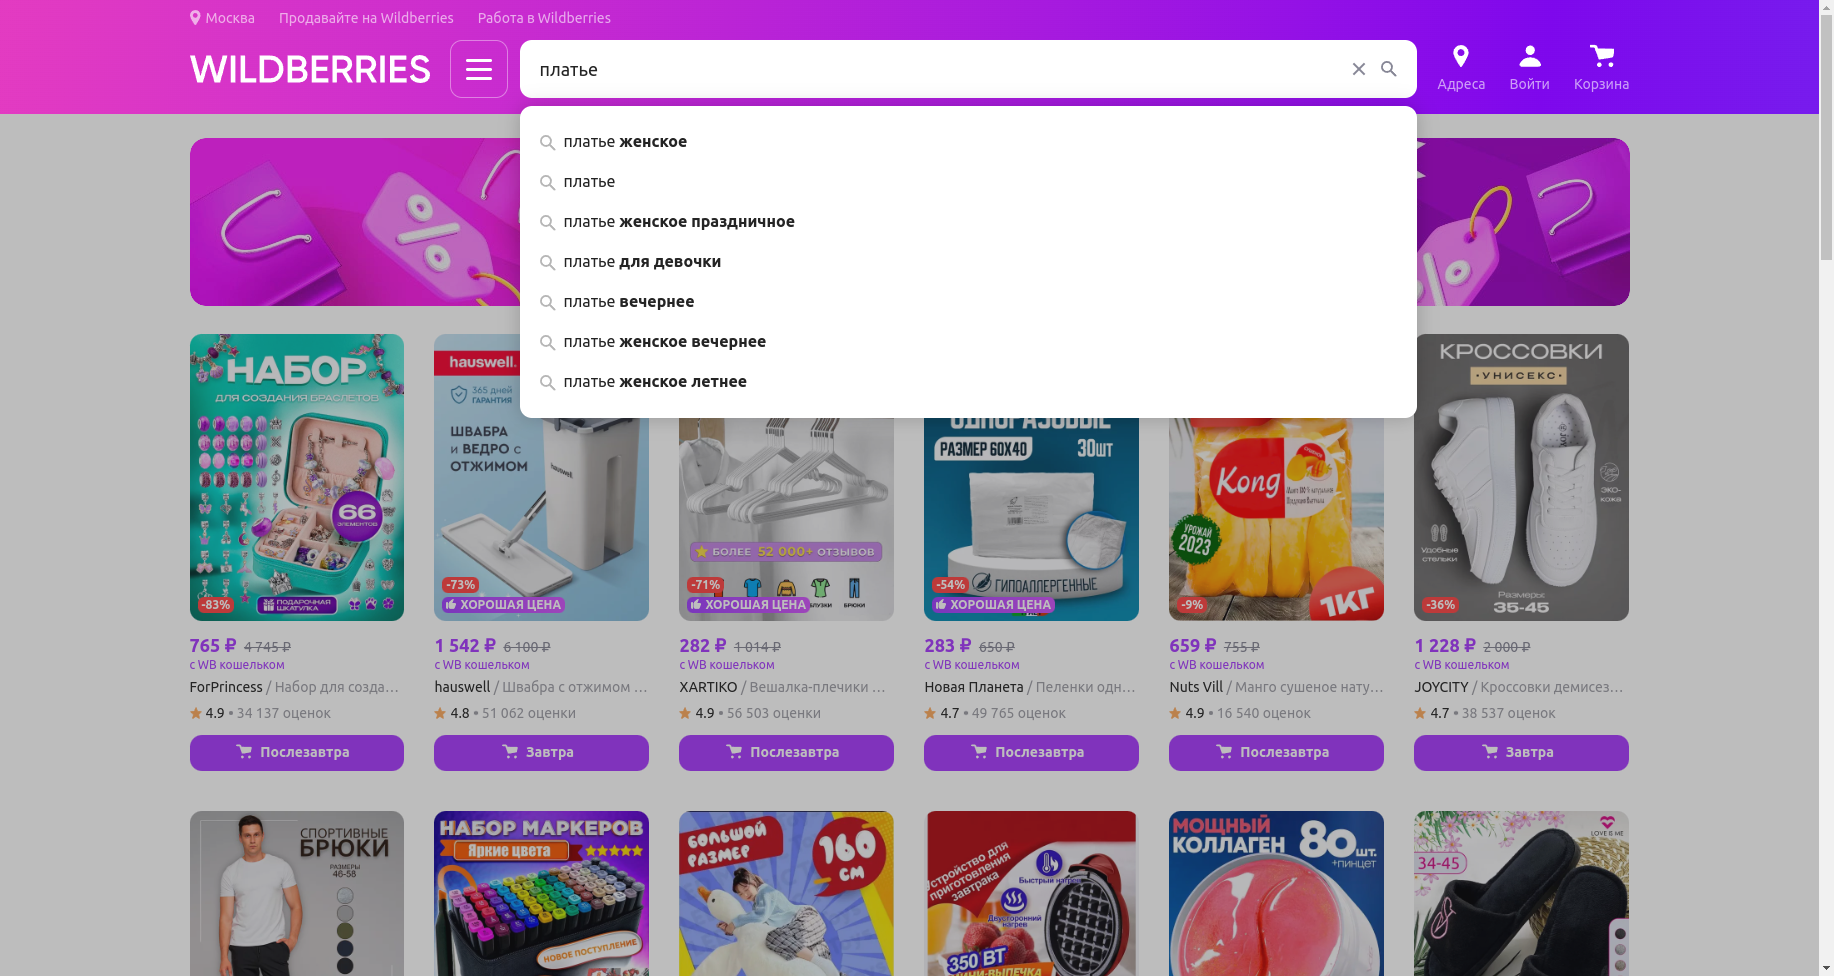 Москва
Продавайте на Wildberries
Работа в Wildberries
WILDBERRIES
платье
Адреса
Войти
Корзина
платье женское
платье
платье женское праздничное
платье для девочки
платье вечернее
платье женское вечернее
платье женское летнее
НАБОР
ДЛЯ СОЗДАНИЯ БРАСЛЕТОВ
66
ЭЛЕМЕНТОВ
ПОДАРОЧНАЯ
ШКАТУЛКА
-83%
hauswell.
365 дней
ГАРАНТИЯ
ШВАБРА
И ВЕДРО С
ОТЖИМОМ
hauswell
-73%
ХОРОШАЯ ЦЕНА
БОЛЕЕ 52 000+ ОТЗЫВОВ
-71%
БЛУЗКИ
БРЮКИ
ХОРОШАЯ ЦЕНА
ОДНОРАЗОВЫЕ
РАЗМЕР 60Х40
30шт
ГИПОАЛЛЕРГЕННЫЕ
-54%
ХОРОШАЯ ЦЕНА
Kong
УРОЖАЙ
2023
1КГ
-9%
КРОССОВКИ
• УНИСЕКС •
ЭКО-
кожа
Удобные
стельки
Размеры:
35-45
-36%
765 ₽ 4 745 ₽
с WB кошельком
ForPrincess / Набор для созда…
4.9 • 34 137 оценок
Послезавтра
1 542 ₽ 6 100 ₽
с WB кошельком
hauswell / Швабра с отжимом …
4.8 • 51 062 оценки
Завтра
282 ₽ 1 014 ₽
с WB кошельком
XARTIKO / Вешалка-плечики …
4.9 • 56 503 оценки
Послезавтра
283 ₽ 650 ₽
с WB кошельком
Новая Планета / Пеленки одн…
4.7 • 49 765 оценок
Послезавтра
659 ₽ 755 ₽
с WB кошельком
Nuts Vill / Манго сушеное нату…
4.9 • 16 540 оценок
Послезавтра
1 228 ₽ 2 000 ₽
с WB кошельком
JOYCITY / Кроссовки демисез…
4.7 • 38 537 оценок
Завтра
СПОРТИВНЫЕ
БРЮКИ
РАЗМЕРЫ
46-58
НАБОР МАРКЕРОВ
Яркие цвета
НОВОЕ ПОСТУПЛЕНИЕ
БОЛЬШОЙ
РАЗМЕР
160
СМ
Устройство для
приготовления
завтрака
Быстрый нагрев
Двусторонний
нагрев
350 ВТ
МИНИ-ВЫПЕЧКА
МОЩНЫЙ
КОЛЛАГЕН
80шт.
+ПИНЦЕТ
LOVE IS ME
34-45